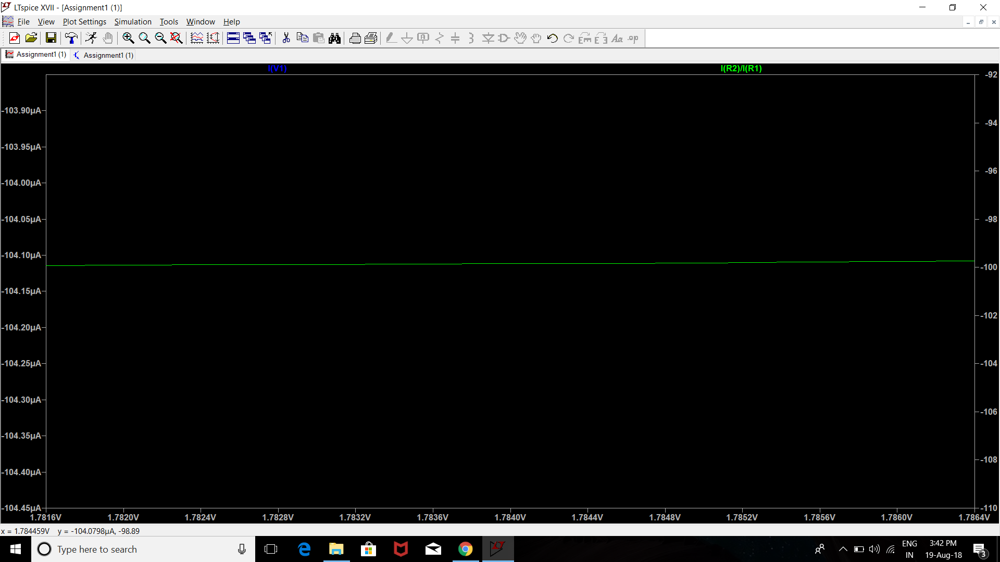 LTspice XVII - [Assignment1 (1)]
File View Plot Settings Simulation Tools Window Help
Aa .op
Assignment1 (1) Assignment1 (1)
I(V1) I(R2)/I(R1)
-103.90µA
-103.95µA
-104.00µA
-104.05µA
-104.10µA
-104.15µA
-104.20µA
-104.25µA
-104.30µA
-104.35µA
-104.40µA
-104.45µA
-92
-94
-96
-98
-100
-102
-104
-106
-108
-110
1.7816V 1.7820V 1.7824V 1.7828V 1.7832V 1.7836V 1.7840V 1.7844V 1.7848V 1.7852V 1.7856V 1.7860V 1.7864V
x = 1.784459V y = -104.0798µA, -98.89
Type here to search
ENG
IN
3:42 PM
19-Aug-18
3